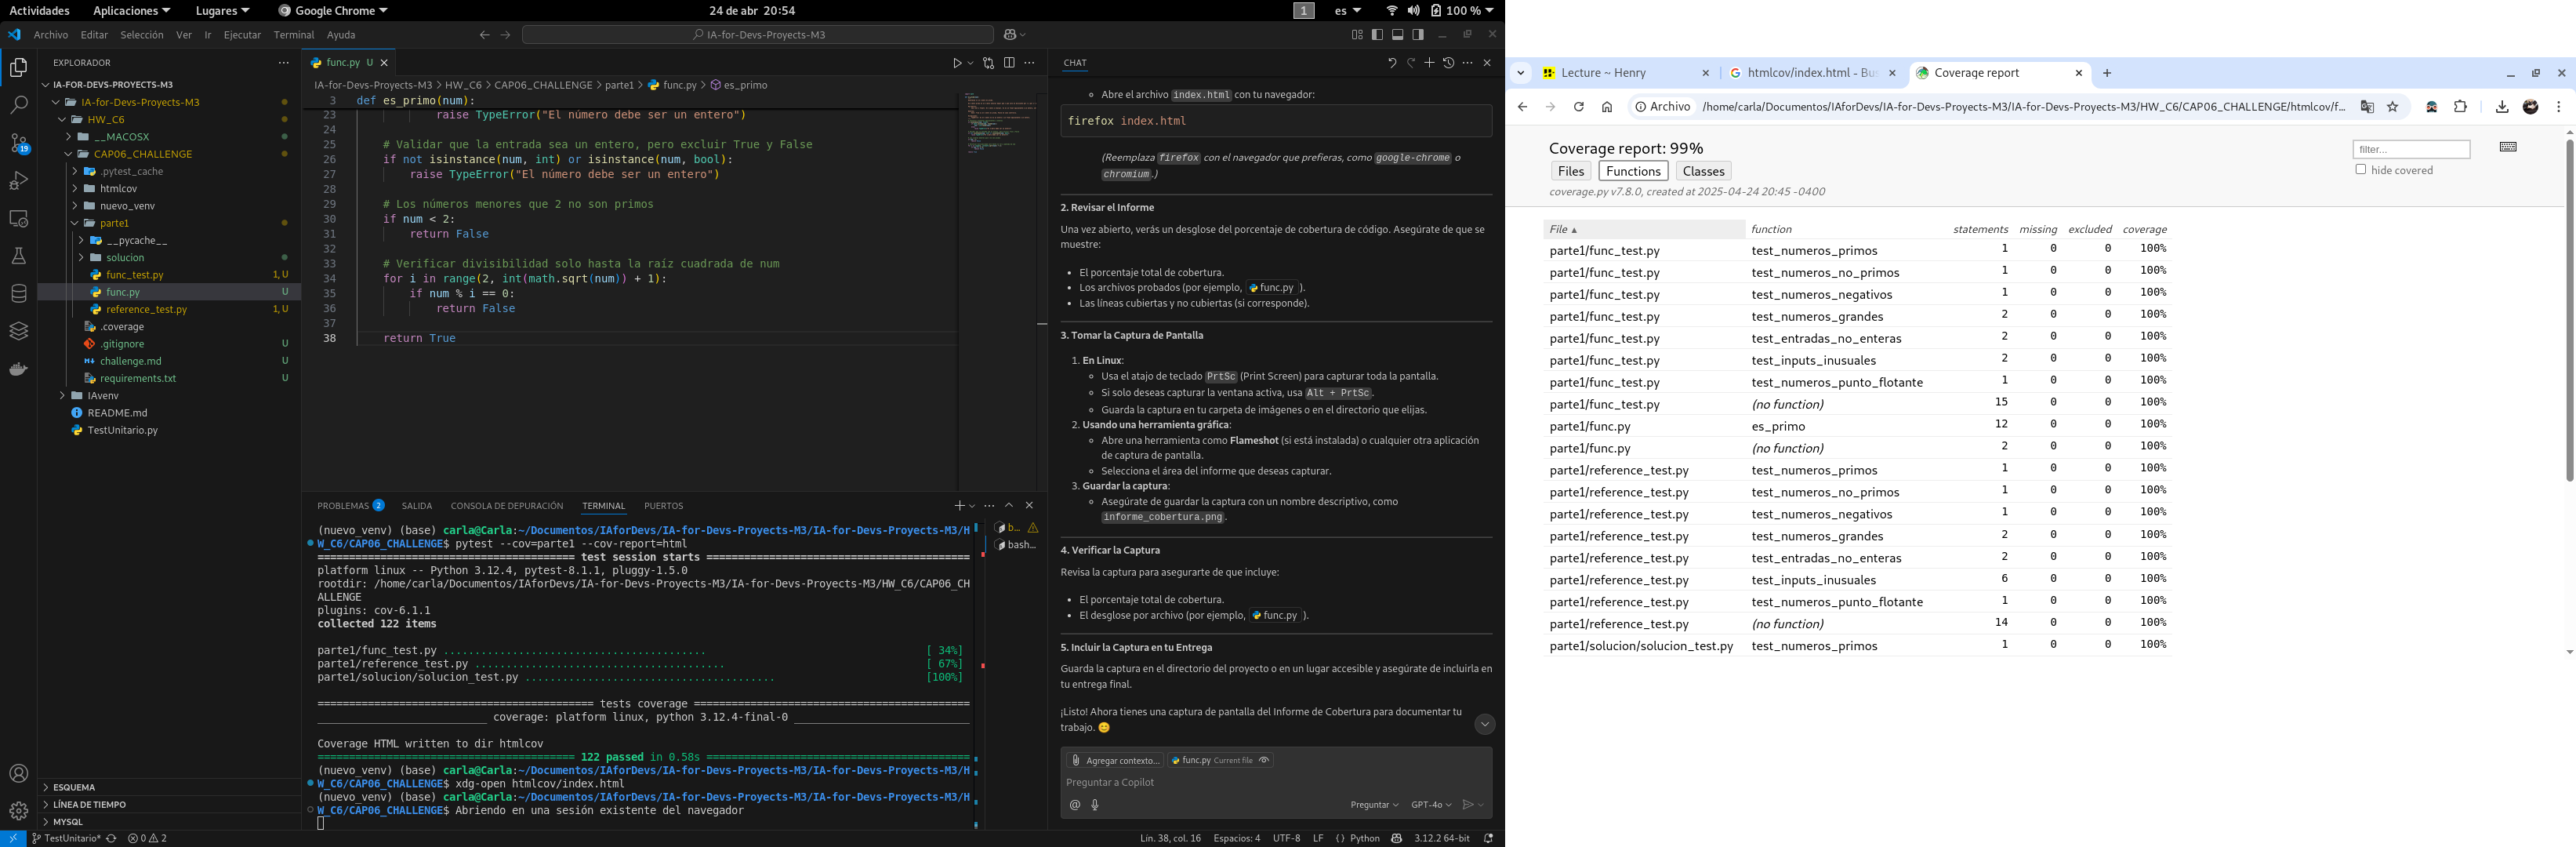 Actividades Aplicaciones Lugares Google Chrome 24 de abr 20:54 1 es 100 %
Archivo Editar Selección Ver Ir Ejecutar Terminal Ayuda IA-for-Devs-Proyects-M3
EXPLORADOR
IA-FOR-DEVS-PROYECTS-M3
IA-for-Devs-Proyects-M3
HW_C6
__MACOSX
CAP06_CHALLENGE
.pytest_cache
htmlcov
nuevo_venv
parte1
__pycache__
solucion
func_test.py 1, U
func.py U
reference_test.py 1, U
.coverage
.gitignore U
challenge.md U
requirements.txt U
IAvenv
README.md
TestUnitario.py
19
ESQUEMA
LÍNEA DE TIEMPO
MYSQL
func.py U
IA-for-Devs-Proyects-M3 > HW_C6 > CAP06_CHALLENGE > parte1 > func.py > es_primo
3 def es_primo(num):
23 raise TypeError("El número debe ser un entero")
24
25 # Validar que la entrada sea un entero, pero excluir True y False
26 if not isinstance(num, int) or isinstance(num, bool):
27 raise TypeError("El número debe ser un entero")
28
29 # Los números menores que 2 no son primos
30 if num < 2:
31 return False
32
33 # Verificar divisibilidad solo hasta la raíz cuadrada de num
34 for i in range(2, int(math.sqrt(num)) + 1):
35 if num % i == 0:
36 return False
37
38 return True
PROBLEMAS 2 SALIDA CONSOLA DE DEPURACIÓN TERMINAL PUERTOS
(nuevo_venv) (base) carla@Carla:~/Documentos/IAforDevs/IA-for-Devs-Proyects-M3/IA-for-Devs-Proyects-M3/H
W_C6/CAP06_CHALLENGE$ pytest --cov=parte1 --cov-report=html
======================================== test session starts ========================================
platform linux -- Python 3.12.4, pytest-8.1.1, pluggy-1.5.0
rootdir: /home/carla/Documentos/IAforDevs/IA-for-Devs-Proyects-M3/IA-for-Devs-Proyects-M3/HW_C6/CAP06_CH
ALLENGE
plugins: cov-6.1.1
collected 122 items
parte1/func_test.py .......................................... [ 34%]
parte1/reference_test.py ........................................ [ 67%]
parte1/solucion/solucion_test.py ........................................ [100%]
============================================ tests coverage ============================================
___________________________ coverage: platform linux, python 3.12.4-final-0 ____________________________
Coverage HTML written to dir htmlcov
========================================= 122 passed in 0.58s ==========================================
(nuevo_venv) (base) carla@Carla:~/Documentos/IAforDevs/IA-for-Devs-Proyects-M3/IA-for-Devs-Proyects-M3/H
W_C6/CAP06_CHALLENGE$ xdg-open htmlcov/index.html
(nuevo_venv) (base) carla@Carla:~/Documentos/IAforDevs/IA-for-Devs-Proyects-M3/IA-for-Devs-Proyects-M3/H
W_C6/CAP06_CHALLENGE$ Abriendo en una sesión existente del navegador
b...
bash...
CHAT
• Abre el archivo index.html con tu navegador:
firefox index.html
(Reemplaza firefox con el navegador que prefieras, como google-chrome o
chromium.)
2. Revisar el Informe
Una vez abierto, verás un desglose del porcentaje de cobertura de código. Asegúrate de que se
muestre:
• El porcentaje total de cobertura.
• Los archivos probados (por ejemplo, func.py ).
• Las líneas cubiertas y no cubiertas (si corresponde).
3. Tomar la Captura de Pantalla
1. En Linux:
Usa el atajo de teclado PrtSc (Print Screen) para capturar toda la pantalla.
Si solo deseas capturar la ventana activa, usa Alt + PrtSc.
Guarda la captura en tu carpeta de imágenes o en el directorio que elijas.
2. Usando una herramienta gráfica:
Abre una herramienta como Flameshot (si está instalada) o cualquier otra aplicación
de captura de pantalla.
Selecciona el área del informe que deseas capturar.
3. Guardar la captura:
Asegúrate de guardar la captura con un nombre descriptivo, como
informe_cobertura.png.
4. Verificar la Captura
Revisa la captura para asegurarte de que incluye:
• El porcentaje total de cobertura.
• El desglose por archivo (por ejemplo, func.py ).
5. Incluir la Captura en tu Entrega
Guarda la captura en el directorio del proyecto o en un lugar accesible y asegúrate de incluirla en
tu entrega final.
¡Listo! Ahora tienes una captura de pantalla del Informe de Cobertura para documentar tu
trabajo. 😊
Agregar contexto... func.py Current file
Preguntar a Copilot
Preguntar GPT-4o
TestUnitario* 0 2 Lín. 38, col. 16 Espacios: 4 UTF-8 LF Python 3.12.2 64-bit
Lecture ~ Henry htmlcov/index.html - Bus Coverage report
Archivo /home/carla/Documentos/IAforDevs/IA-for-Devs-Proyects-M3/IA-for-Devs-Proyects-M3/HW_C6/CAP06_CHALLENGE/htmlcov/f...
Coverage report: 99% filter...
Files Functions Classes hide covered
coverage.py v7.8.0, created at 2025-04-24 20:45 -0400
File ▲ function statements missing excluded coverage
parte1/func_test.py test_numeros_primos 1 0 0 100%
parte1/func_test.py test_numeros_no_primos 1 0 0 100%
parte1/func_test.py test_numeros_negativos 1 0 0 100%
parte1/func_test.py test_numeros_grandes 2 0 0 100%
parte1/func_test.py test_entradas_no_enteras 2 0 0 100%
parte1/func_test.py test_inputs_inusuales 2 0 0 100%
parte1/func_test.py test_numeros_punto_flotante 1 0 0 100%
parte1/func_test.py (no function) 15 0 0 100%
parte1/func.py es_primo 12 0 0 100%
parte1/func.py (no function) 2 0 0 100%
parte1/reference_test.py test_numeros_primos 1 0 0 100%
parte1/reference_test.py test_numeros_no_primos 1 0 0 100%
parte1/reference_test.py test_numeros_negativos 1 0 0 100%
parte1/reference_test.py test_numeros_grandes 2 0 0 100%
parte1/reference_test.py test_entradas_no_enteras 2 0 0 100%
parte1/reference_test.py test_inputs_inusuales 6 0 0 100%
parte1/reference_test.py test_numeros_punto_flotante 1 0 0 100%
parte1/reference_test.py (no function) 14 0 0 100%
parte1/solucion/solucion_test.py test_numeros_primos 1 0 0 100%